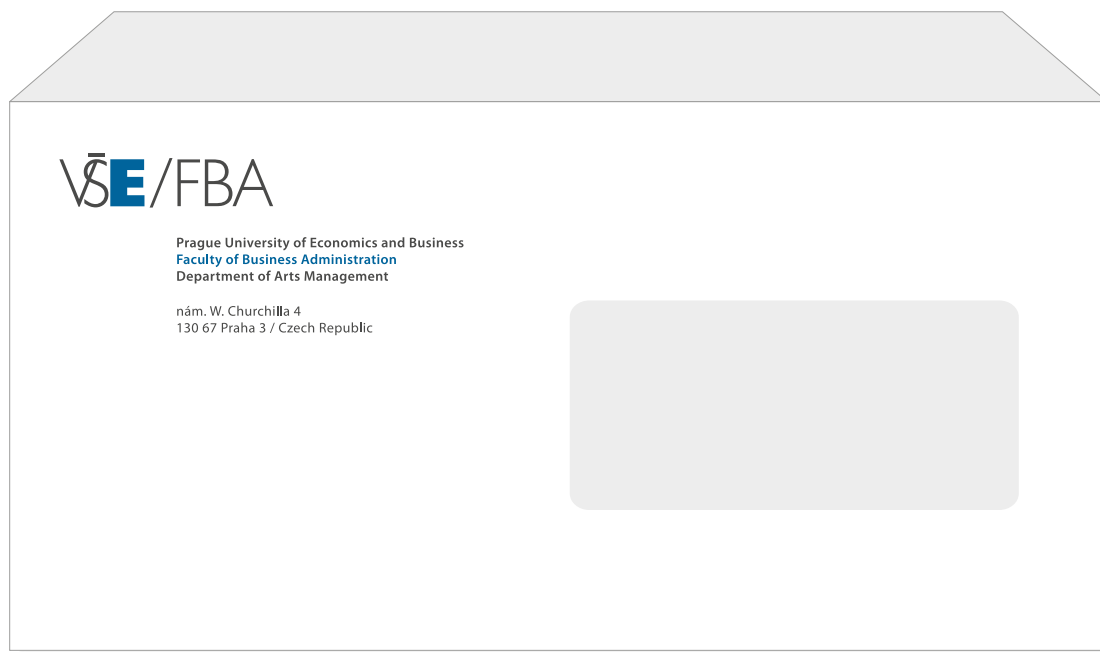 VŠE/FBA
Prague University of Economics and Business
Faculty of Business Administration
Department of Arts Management
nám. W. Churchilla 4
130 67 Praha 3 / Czech Republic